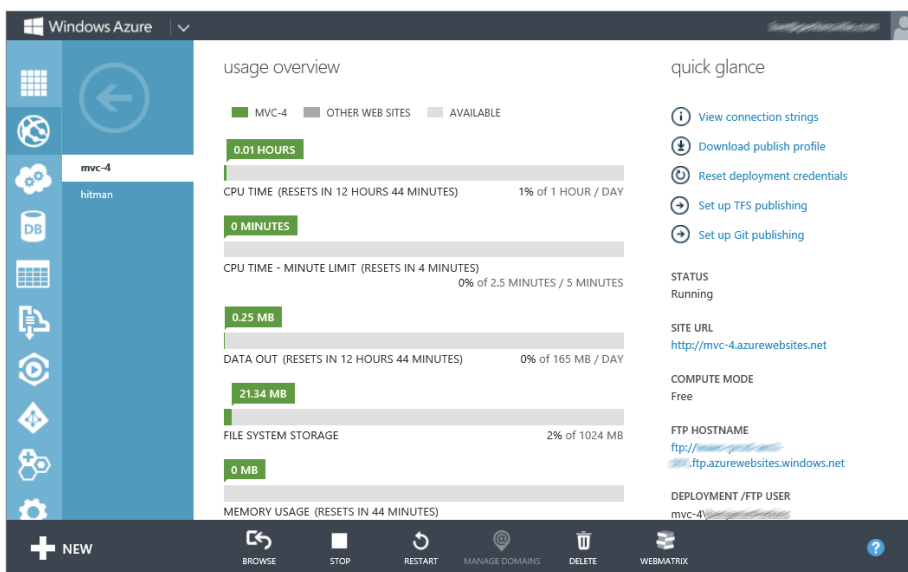 Windows Azure
mvc-4
hitman
DB
usage overview
MVC-4 OTHER WEB SITES AVAILABLE
0.01 HOURS
CPU TIME (RESETS IN 12 HOURS 44 MINUTES) 1% of 1 HOUR / DAY
0 MINUTES
CPU TIME - MINUTE LIMIT (RESETS IN 4 MINUTES)
0% of 2.5 MINUTES / 5 MINUTES
0.25 MB
DATA OUT (RESETS IN 12 HOURS 44 MINUTES) 0% of 165 MB / DAY
21.34 MB
FILE SYSTEM STORAGE 2% of 1024 MB
0 MB
MEMORY USAGE (RESETS IN 44 MINUTES)
quick glance
View connection strings
Download publish profile
Reset deployment credentials
Set up TFS publishing
Set up Git publishing
STATUS
Running
SITE URL
http://mvc-4.azurewebsites.net
COMPUTE MODE
Free
FTP HOSTNAME
ftp://
.ftp.azurewebsites.windows.net
DEPLOYMENT /FTP USER
mvc-4\
NEW
BROWSE STOP RESTART MANAGE DOMAINS DELETE WEBMATRIX
?